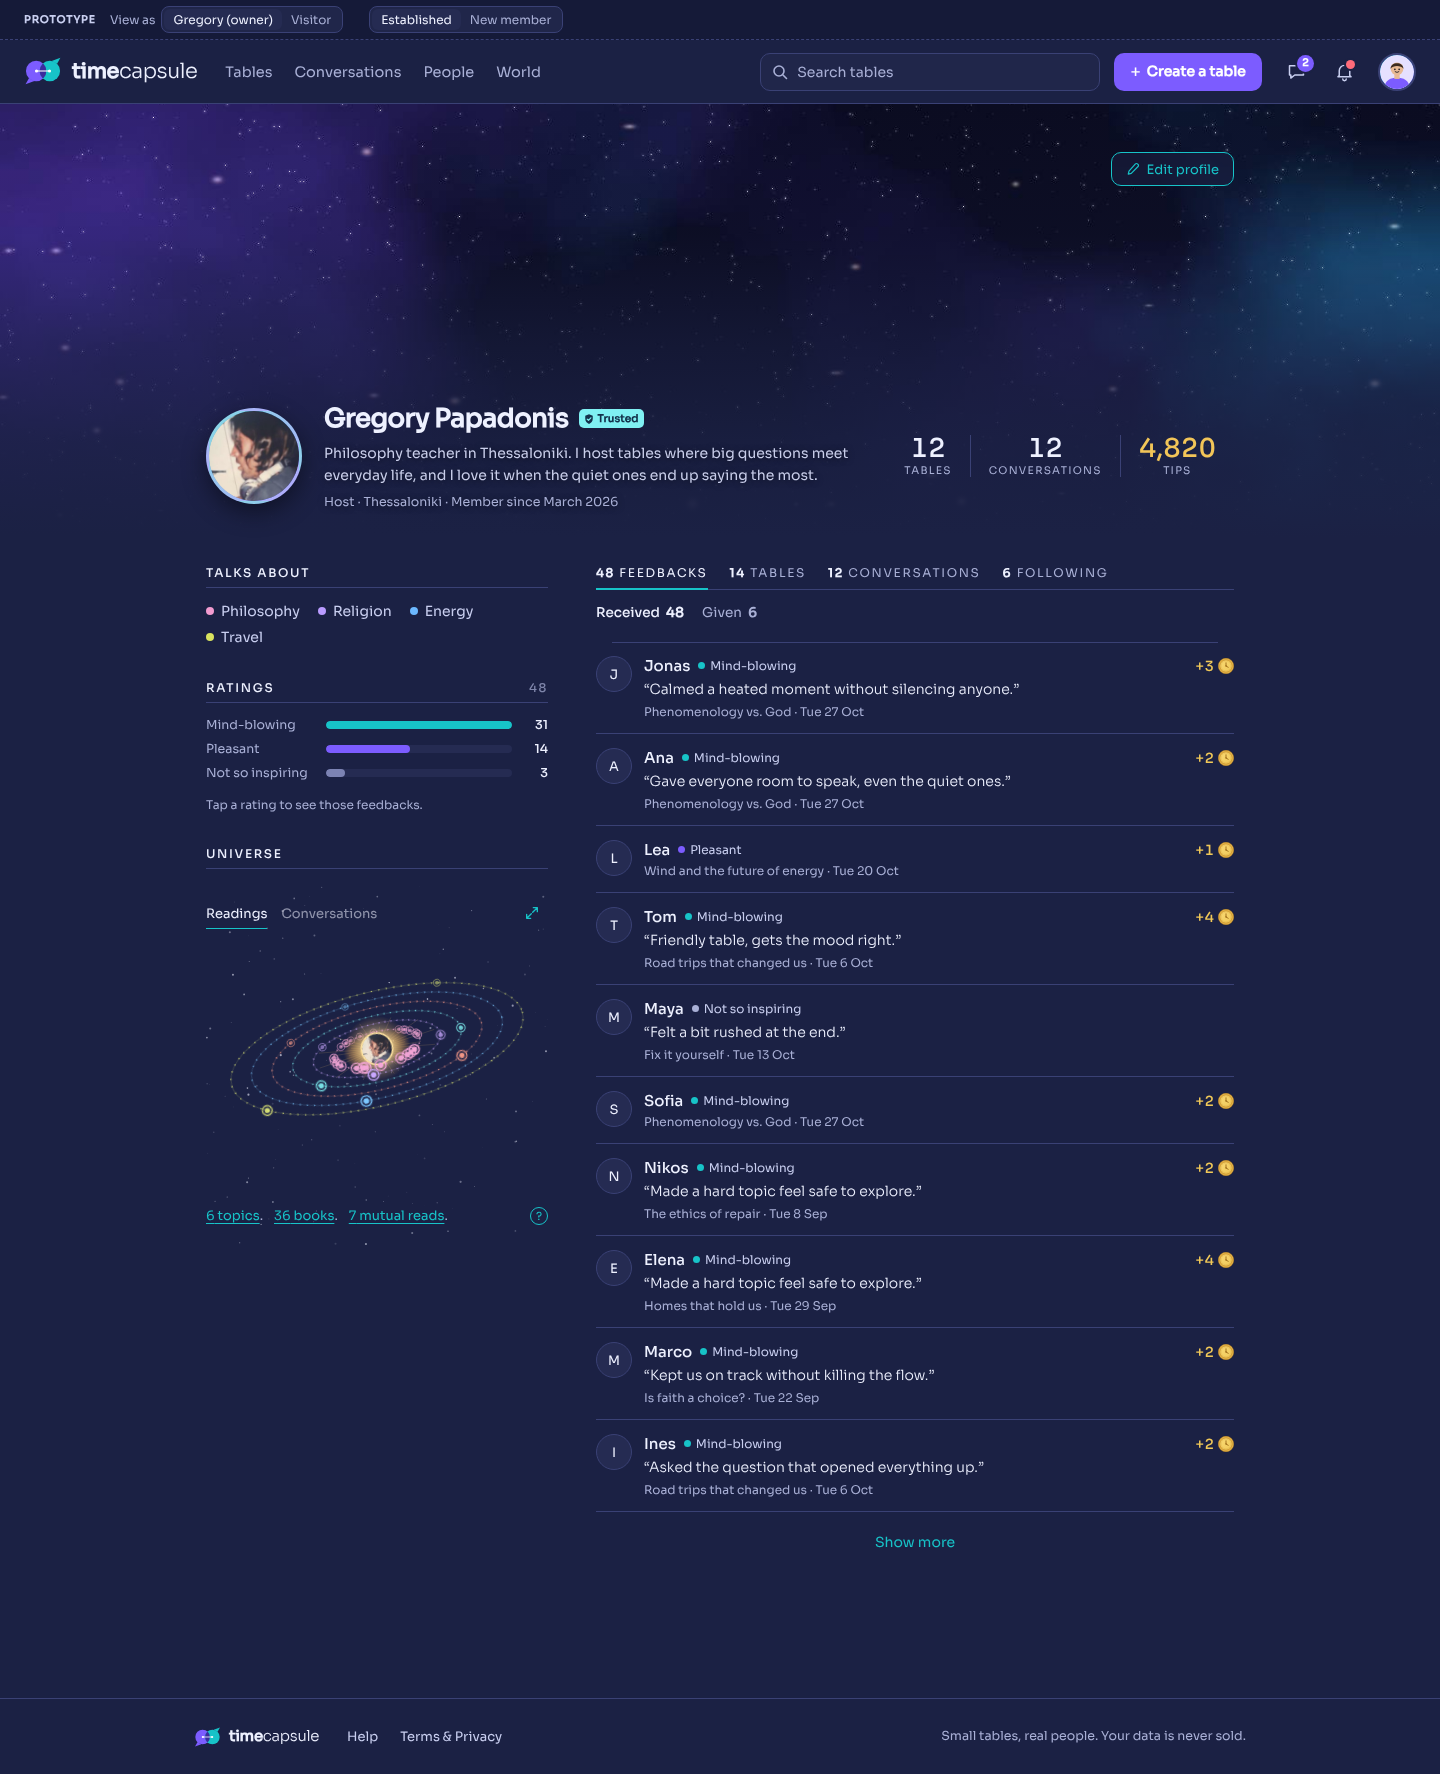 PROTOTYPE View as Gregory (owner) Visitor Established New member
timecapsule Tables Conversations People World Search tables + Create a table 2
Edit profile
Gregory Papadonis Trusted
Philosophy teacher in Thessaloniki. I host tables where big questions meet
everyday life, and I love it when the quiet ones end up saying the most.
Host · Thessaloniki · Member since March 2026
12 12 4,820
TABLES CONVERSATIONS TIPS
TALKS ABOUT
Philosophy Religion Energy
Travel
RATINGS 48
Mind-blowing 31
Pleasant 14
Not so inspiring 3
Tap a rating to see those feedbacks.
UNIVERSE
Readings Conversations
6 topics. 36 books. 7 mutual reads. ?
48 FEEDBACKS 14 TABLES 12 CONVERSATIONS 6 FOLLOWING
Received 48 Given 6
J Jonas Mind-blowing +3
“Calmed a heated moment without silencing anyone.”
Phenomenology vs. God · Tue 27 Oct
A Ana Mind-blowing +2
“Gave everyone room to speak, even the quiet ones.”
Phenomenology vs. God · Tue 27 Oct
L Lea Pleasant +1
Wind and the future of energy · Tue 20 Oct
T Tom Mind-blowing +4
“Friendly table, gets the mood right.”
Road trips that changed us · Tue 6 Oct
M Maya Not so inspiring
“Felt a bit rushed at the end.”
Fix it yourself · Tue 13 Oct
S Sofia Mind-blowing +2
Phenomenology vs. God · Tue 27 Oct
N Nikos Mind-blowing +2
“Made a hard topic feel safe to explore.”
The ethics of repair · Tue 8 Sep
E Elena Mind-blowing +4
“Made a hard topic feel safe to explore.”
Homes that hold us · Tue 29 Sep
M Marco Mind-blowing +2
“Kept us on track without killing the flow.”
Is faith a choice? · Tue 22 Sep
I Ines Mind-blowing +2
“Asked the question that opened everything up.”
Road trips that changed us · Tue 6 Oct
Show more
timecapsule Help Terms & Privacy Small tables, real people. Your data is never sold.